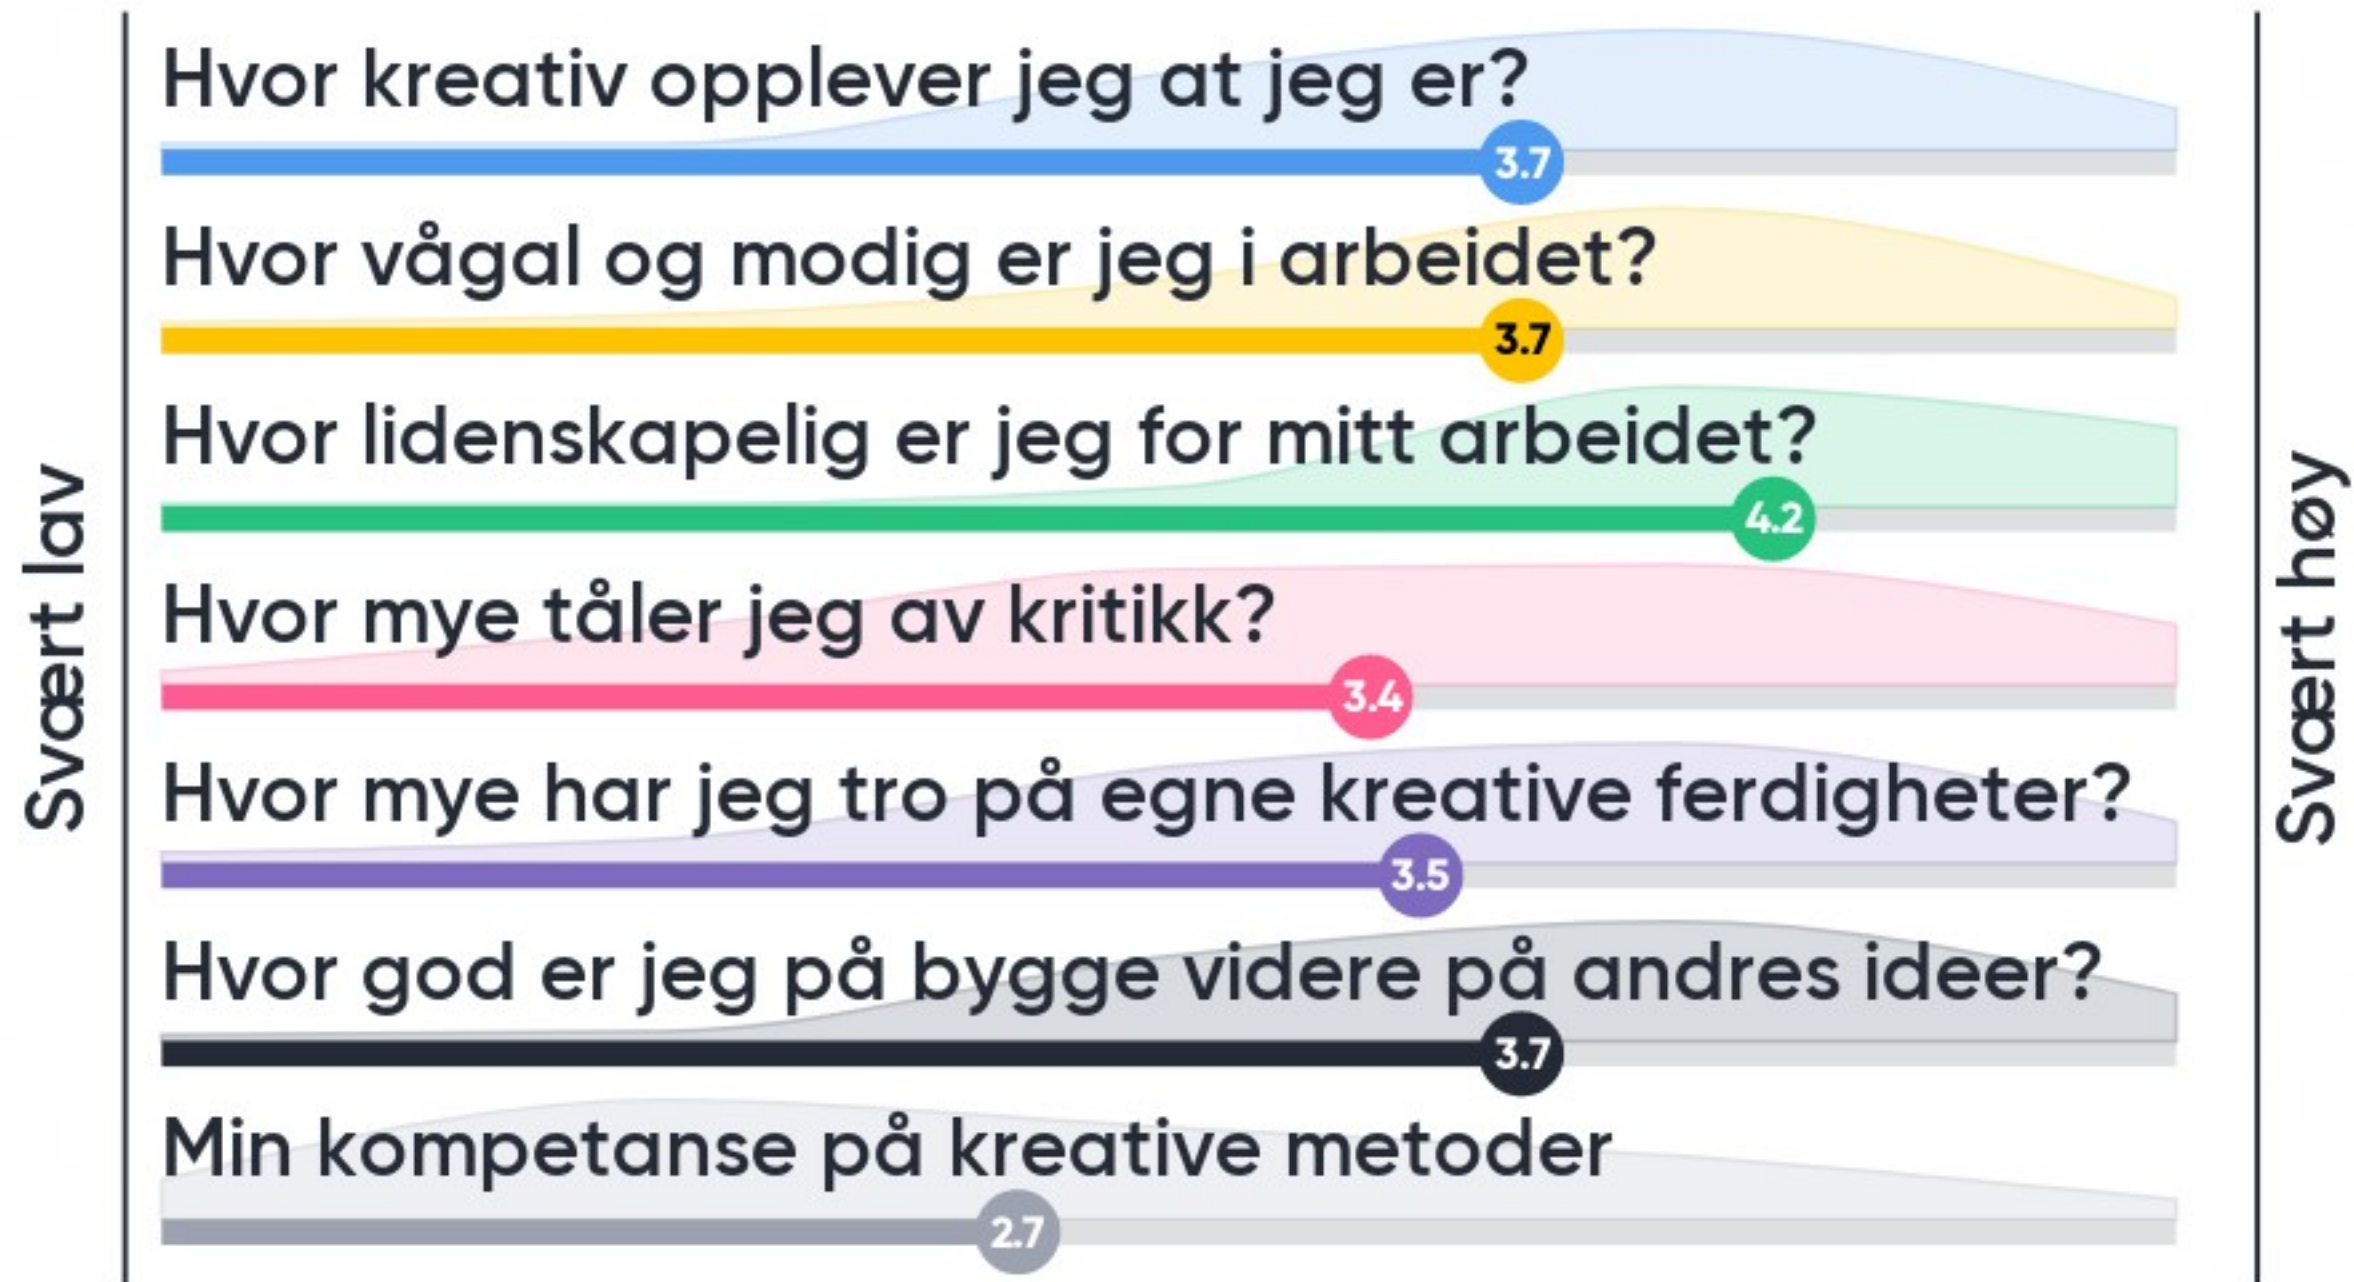 Svært lav
Hvor kreativ opplever jeg at jeg er?
3.7
Hvor vågal og modig er jeg i arbeidet?
3.7
Hvor lidenskapelig er jeg for mitt arbeidet?
4.2
Hvor mye tåler jeg av kritikk?
3.4
Hvor mye har jeg tro på egne kreative ferdigheter?
3.5
Hvor god er jeg på bygge videre på andres ideer?
3.7
Min kompetanse på kreative metoder
2.7
Svært høy